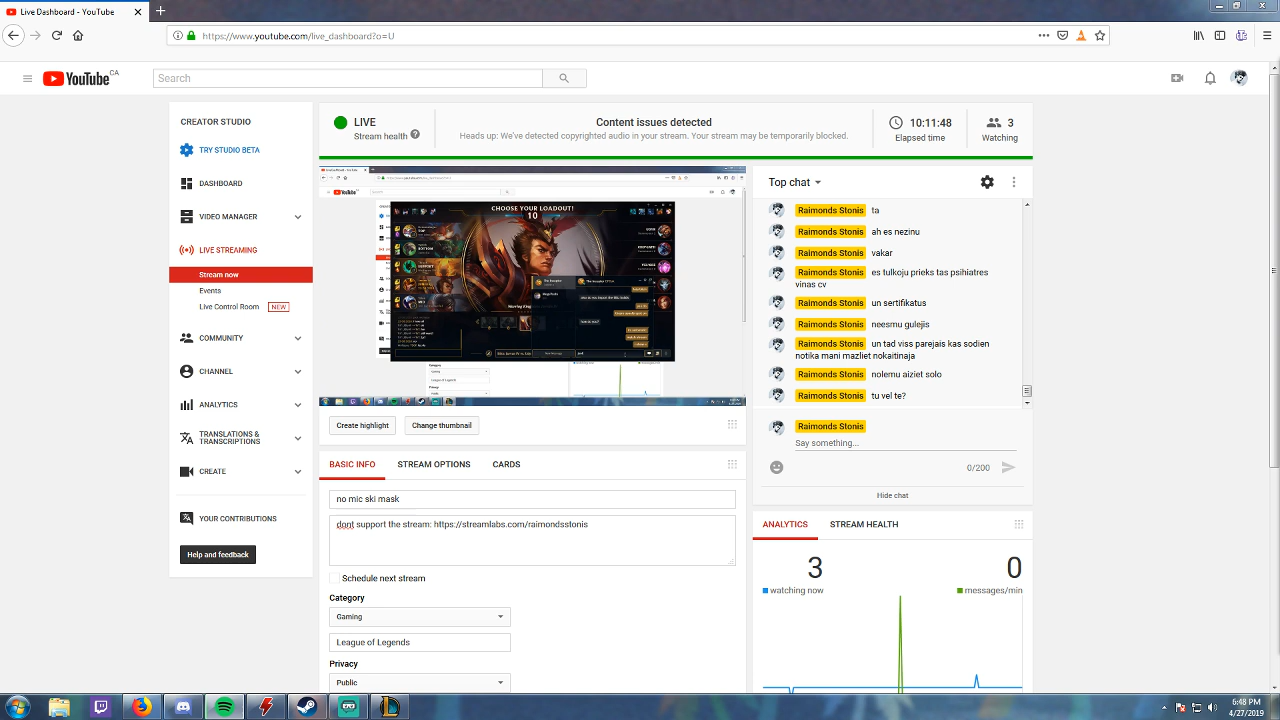 Live Dashboard - YouTube
https://www.youtube.com/live_dashboard?o=U
YouTube CA
Search
CREATOR STUDIO
TRY STUDIO BETA
DASHBOARD
VIDEO MANAGER
LIVE STREAMING
Stream now
Events
Live Control Room NEW
COMMUNITY
CHANNEL
ANALYTICS
TRANSLATIONS &
TRANSCRIPTIONS
CREATE
YOUR CONTRIBUTIONS
Help and feedback
LIVE
Stream health ?
Content issues detected
Heads up: We've detected copyrighted audio in your stream. Your stream may be temporarily blocked.
10:11:48
Elapsed time
3
Watching
CHOOSE YOUR LOADOUT!
10
Create highlight
Change thumbnail
BASIC INFO STREAM OPTIONS CARDS
no mic ski mask
dont support the stream: https://streamlabs.com/raimondsstonis
Schedule next stream
Category
Gaming
League of Legends
Privacy
Public
Top chat
Raimonds Stonis ta
Raimonds Stonis ah es nezinu
Raimonds Stonis vakar
Raimonds Stonis es tulkoju prieks tas psihiatres
vinas cv
Raimonds Stonis un sertifikatus
Raimonds Stonis neesmu gulejis
Raimonds Stonis un tad viss parejais kas sodien
notika mani mazliet nokaitinaja
Raimonds Stonis nolemu aiziet solo
Raimonds Stonis tu vel te?
Raimonds Stonis
Say something...
0/200
Hide chat
ANALYTICS STREAM HEALTH
3
watching now
0
messages/min
6:48 PM
4/27/2019